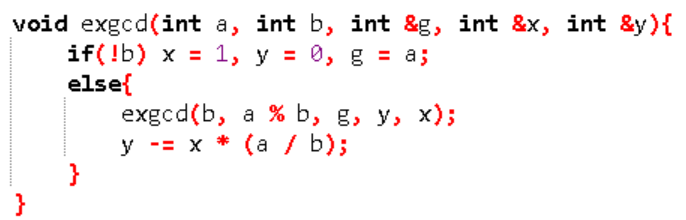 void exgcd(int a, int b, int &g, int &x, int &y){
    if(!b) x = 1, y = 0, g = a;
    else{
        exgcd(b, a % b, g, y, x);
        y -= x * (a / b);
    }
}